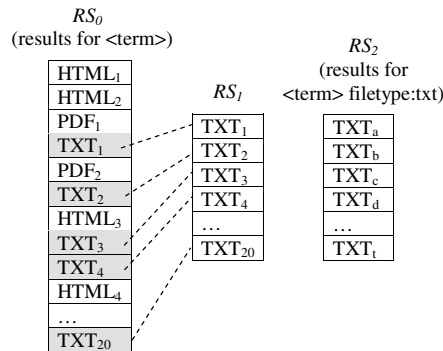 RS0
(results for <term>)
HTML1
HTML2
PDF1
TXT1
PDF2
TXT2
HTML3
TXT3
TXT4
HTML4
…
TXT20
RS1
TXT1
TXT2
TXT3
TXT4
…
TXT20
RS2
(results for
<term> filetype:txt)
TXTa
TXTb
TXTc
TXTd
…
TXTt